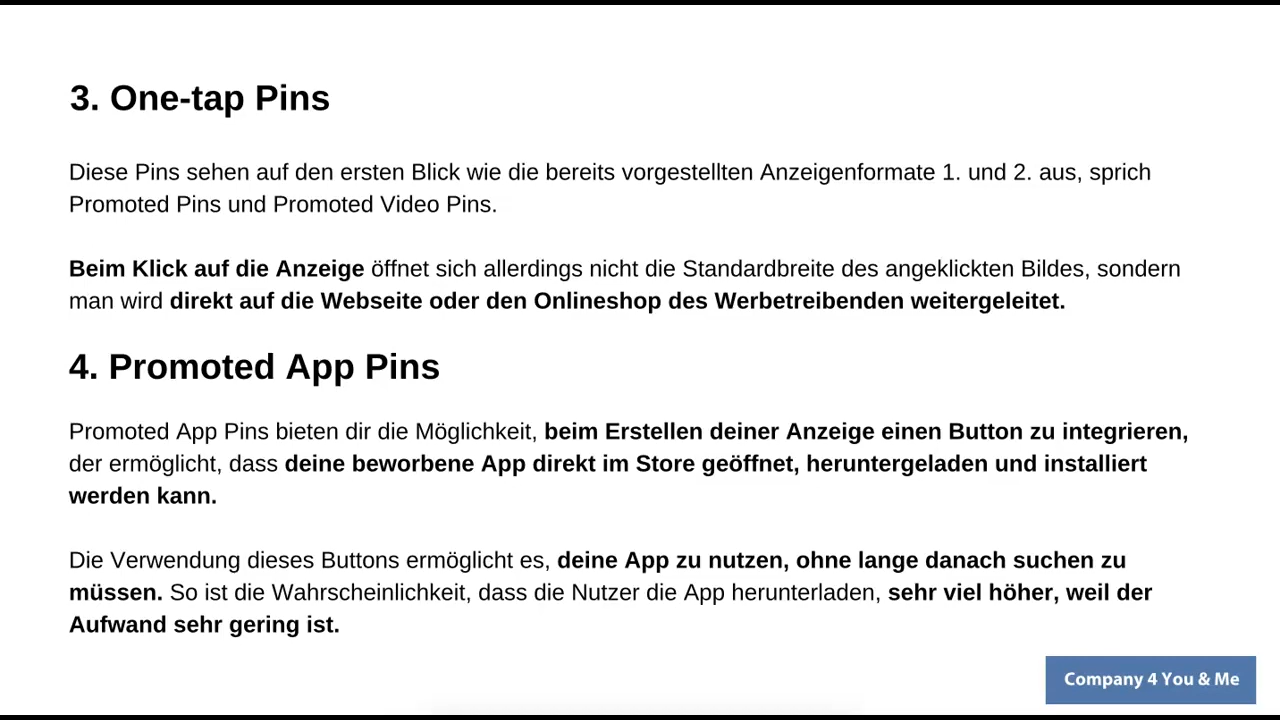 3. One-tap Pins
Diese Pins sehen auf den ersten Blick wie die bereits vorgestellten Anzeigenformate 1. und 2. aus, sprich
Promoted Pins und Promoted Video Pins.
Beim Klick auf die Anzeige öffnet sich allerdings nicht die Standardbreite des angeklickten Bildes, sondern
man wird direkt auf die Webseite oder den Onlineshop des Werbetreibenden weitergeleitet.
4. Promoted App Pins
Promoted App Pins bieten dir die Möglichkeit, beim Erstellen deiner Anzeige einen Button zu integrieren,
der ermöglicht, dass deine beworbene App direkt im Store geöffnet, heruntergeladen und installiert
werden kann.
Die Verwendung dieses Buttons ermöglicht es, deine App zu nutzen, ohne lange danach suchen zu
müssen. So ist die Wahrscheinlichkeit, dass die Nutzer die App herunterladen, sehr viel höher, weil der
Aufwand sehr gering ist.
Company 4 You & Me